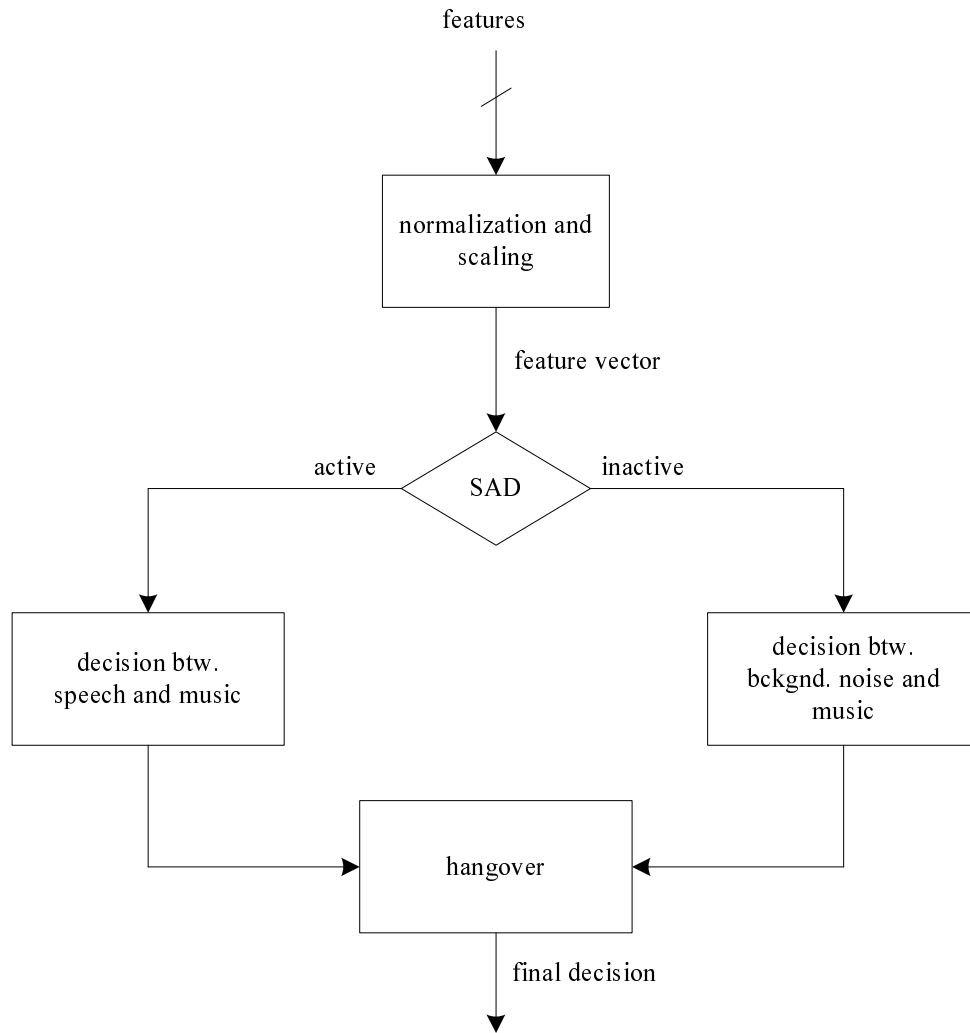 features
normalization and
scaling
feature vector
active
inactive
SAD
decision btw.
speech and music
decision btw.
bckgnd. noise and
music
hangover
final decision